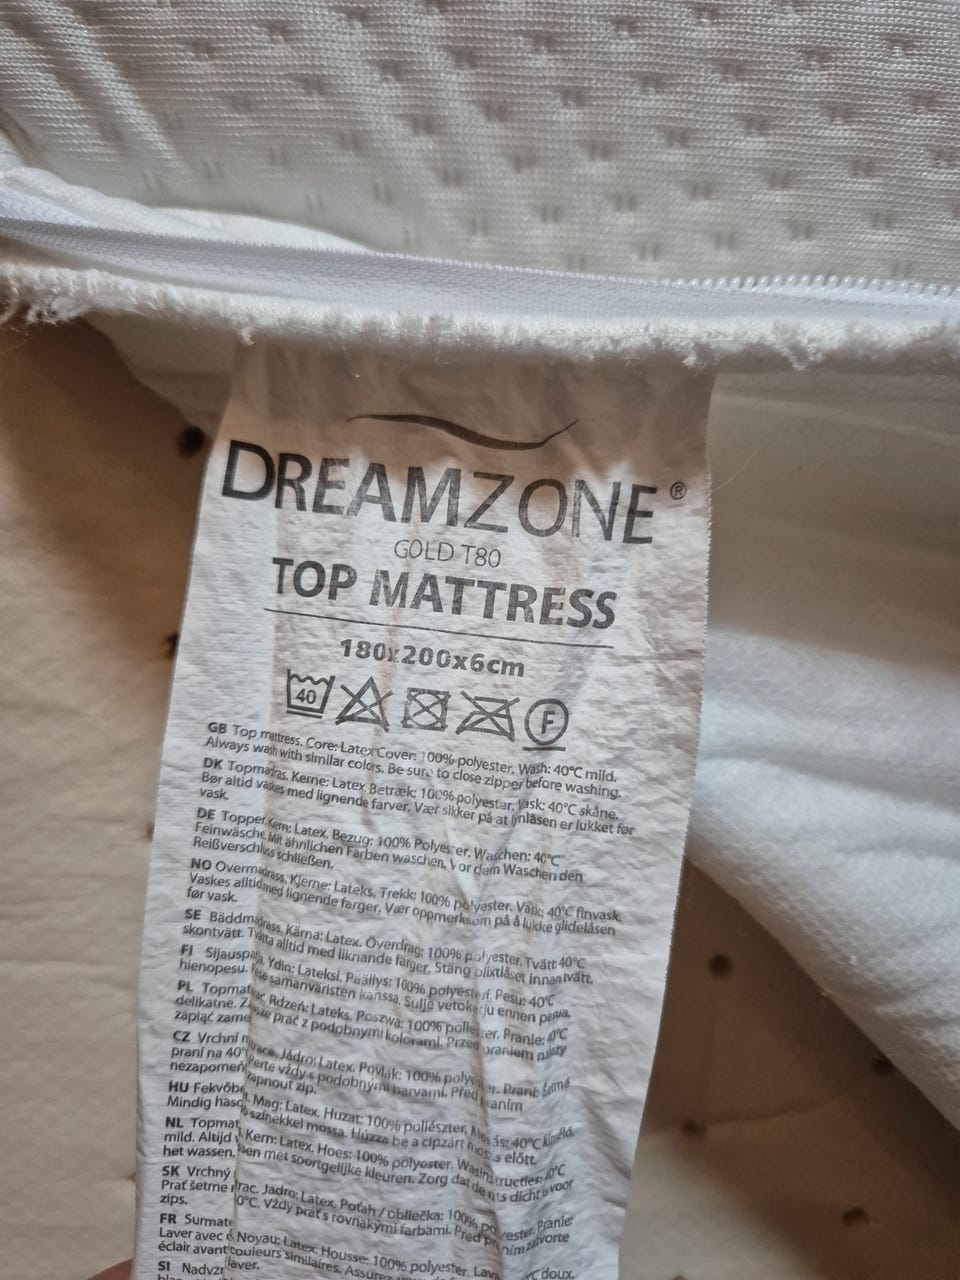 DREAMZONE®
GOLD T80
TOP MATTRESS
180x200x6cm
40
F
GB Top mattress. Core: Latex Cover: 100% polyester. Wash: 40°C mild.
Always wash with similar colors. Be sure to close zipper before washing.
DK Topmadras. Kerne: Latex. Betræk: 100% polyester. Vask: 40°C skåne.
Bør altid vaskes med lignende farver. Vær sikker på at lynlåsen er lukket før
vask.
DE Topper. Kern: Latex. Bezug: 100% Polyester. Waschen: 40°C
Feinwäsche Mit ähnlichen Farben waschen. Vor dem Waschen den
Reißverschluss schließen.
NO Overmadrass. Kjerne: Lateks. Trekk: 100% polyester. Vask: 40°C finvask.
Vaskes alltid med lignende farger. Vær oppmerksom på å lukke glidelåsen
før vask.
SE Bäddmadrass. Kärna: Latex. Överdrag: 100% polyester. Tvätt 40°C
skontvätt. Tvätta alltid med liknande färger. Stäng blixtlåset innan tvätt.
FI Ydin: Lateksi. Päällys: 100% polyesteri. Pesu: 40°C
hienopesu. samanväristen kanssa. Sulje vetoketju ennen pesua.
PL Rdzeń: Lateks. Poszwa: 100% poliester. Pranie: 40°C
delikatne. prać z podobnymi kolorami. Przed praniem należy
zapiąć
CZ Vrchní Jádro: Latex. Povlak: 100% polyester. Praní: Šetrné
praní na 40° vždy s podobnými barvami. Před praním
zapnout zip.
HU Mag: Latex. Huzat: 100% poliészter. Mosás: 40°C kímélő.
Mindig színekkel mossa. Húzza be a cipzárt mosás előtt.
NL Topmat Kern: Latex. Hoes: 100% polyester. Wasinstructies: 40°C
mild. Altijd met soortgelijke kleuren. Zorg dat de rits dicht is voor
het wassen.
SK Vrchný Jadro: Latex. Poťah / obliečka: 100% polyester. Pranie:
Prať šetrne Vždy prať s rovnakými farbami. Pred praním zatvorte
zips.
FR Noyau: Latex. Housse: 100% polyester. doux.
Laver avec couleurs similaires.
éclair avant laver.
SI